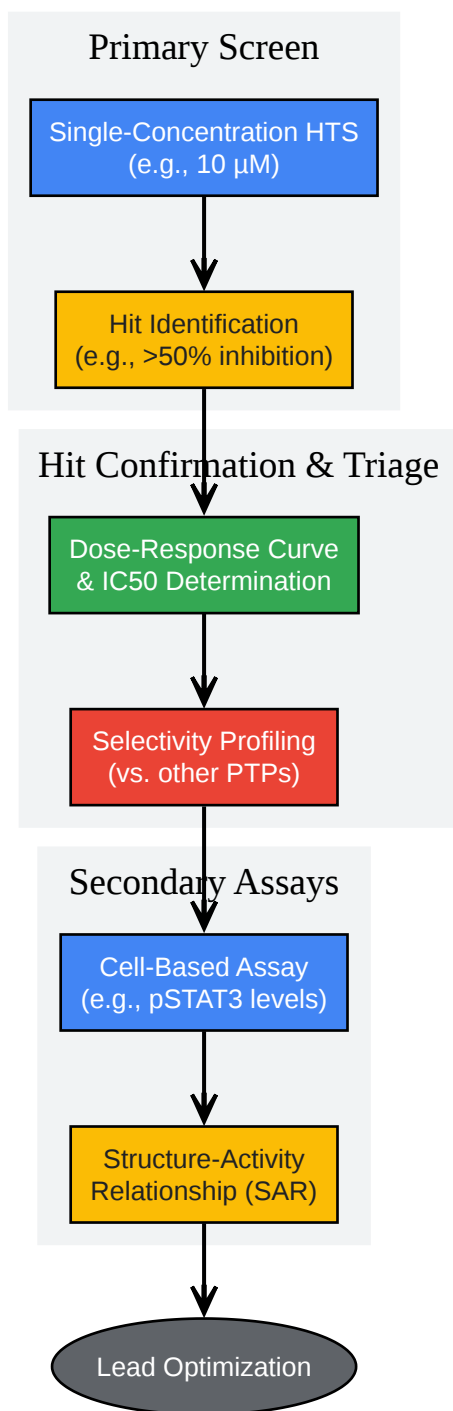 Primary Screen
Single-Concentration HTS
(e.g., 10 µM)
Hit Identification
(e.g., >50% inhibition)
Hit Confirmation & Triage
Dose-Response Curve
& IC50 Determination
Selectivity Profiling
(vs. other PTPs)
Secondary Assays
Cell-Based Assay
(e.g., pSTAT3 levels)
Structure-Activity
Relationship (SAR)
Lead Optimization